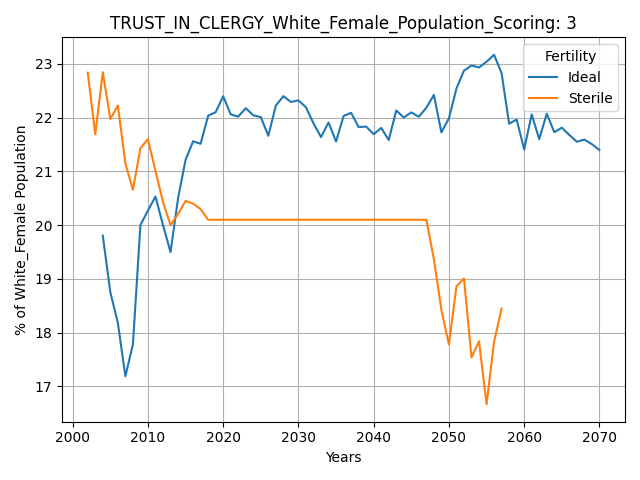 TRUST_IN_CLERGY_White_Female_Population_Scoring: 3
% of White_Female Population
23
22
21
20
19
18
17
Fertility
Ideal
Sterile
2000 2010 2020 2030 2040 2050 2060 2070
Years